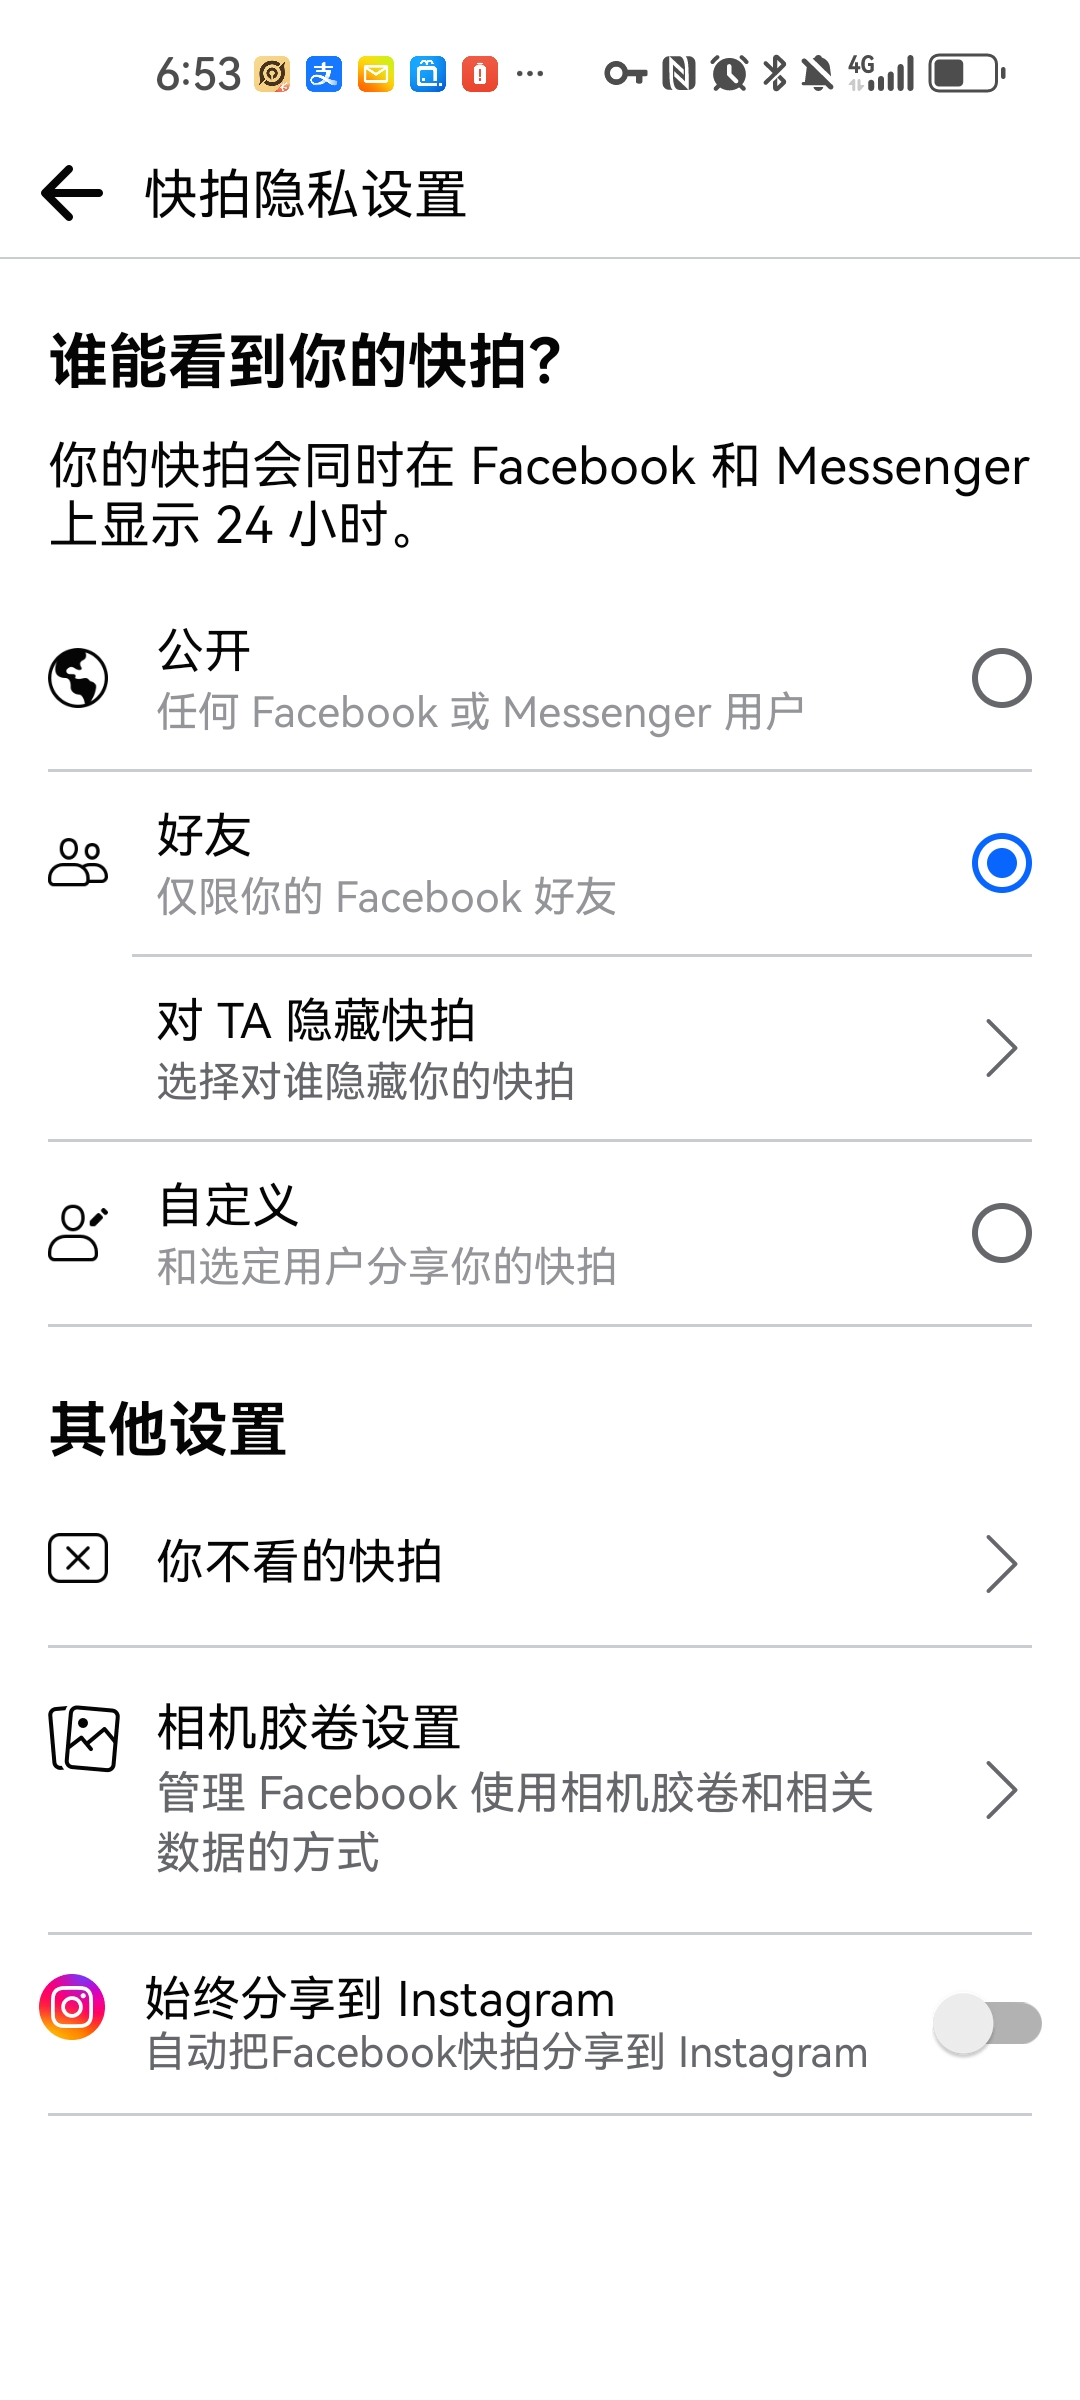 6:53
支
4G
快拍隐私设置
谁能看到你的快拍?
你的快拍会同时在 Facebook 和 Messenger
上显示 24 小时。
公开
任何 Facebook 或 Messenger 用户
好友
仅限你的 Facebook 好友
对 TA 隐藏快拍
选择对谁隐藏你的快拍
自定义
和选定用户分享你的快拍
其他设置
你不看的快拍
相机胶卷设置
管理 Facebook 使用相机胶卷和相关
数据的方式
始终分享到 Instagram
自动把Facebook快拍分享到 Instagram